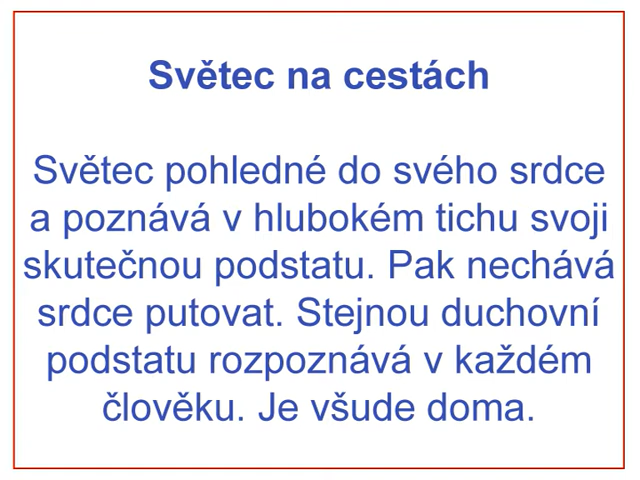 Světec na cestách
Světec pohledné do svého srdce
a poznává v hlubokém tichu svoji
skutečnou podstatu. Pak nechává
srdce putovat. Stejnou duchovní
podstatu rozpoznává v každém
člověku. Je všude doma.